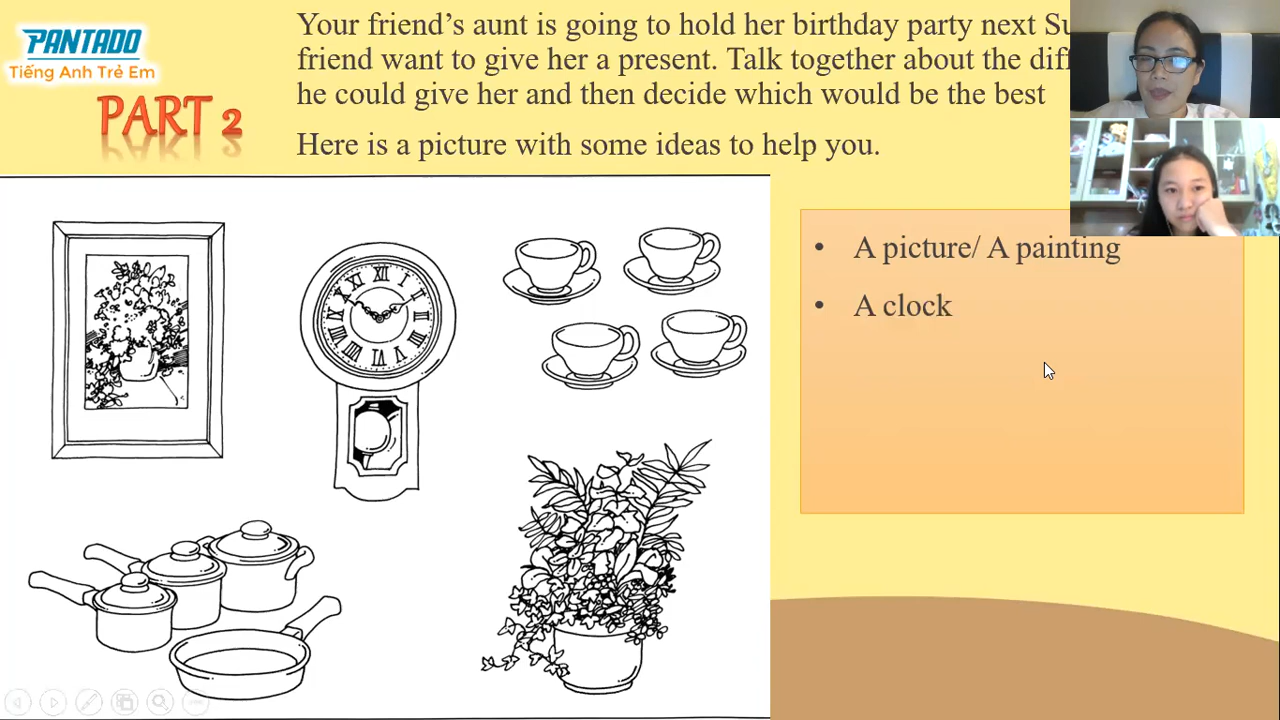 PANTADO
Tiếng Anh Trẻ Em
PART 2
Your friend's aunt is going to hold her birthday party next
friend want to give her a present. Talk together about the
he could give her and then decide which would be the best
Here is a picture with some ideas to help you.
• A picture/ A painting
• A clock